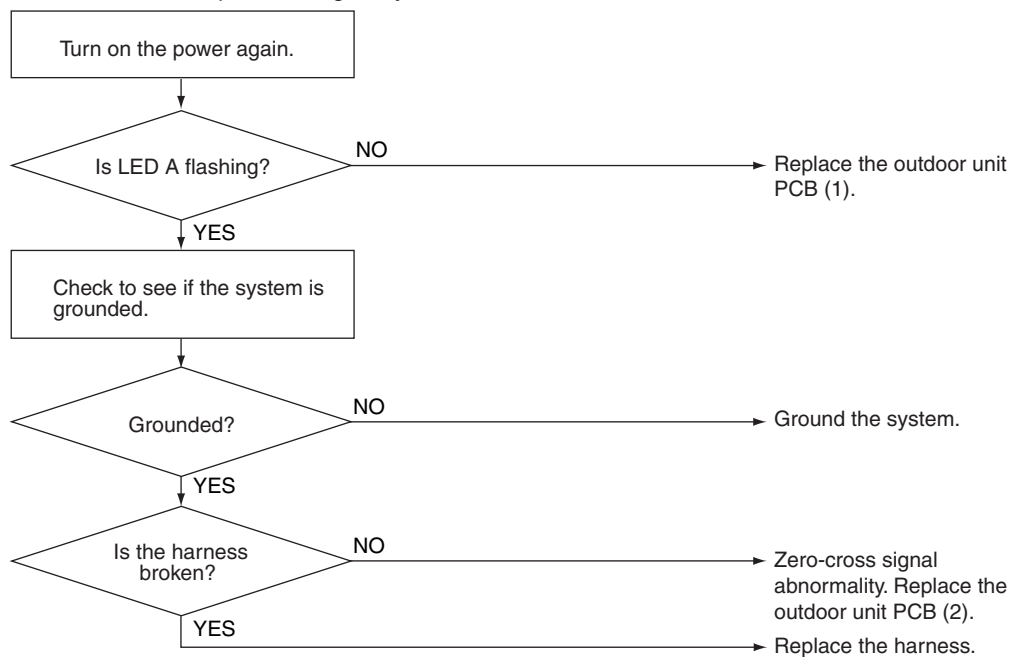 Turn on the power again.
Is LED A flashing?
NO
Replace the outdoor unit
PCB (1).
YES
Check to see if the system is
grounded.
Grounded?
NO
Ground the system.
YES
Is the harness
broken?
NO
Zero-cross signal
abnormality. Replace the
outdoor unit PCB (2).
YES
Replace the harness.